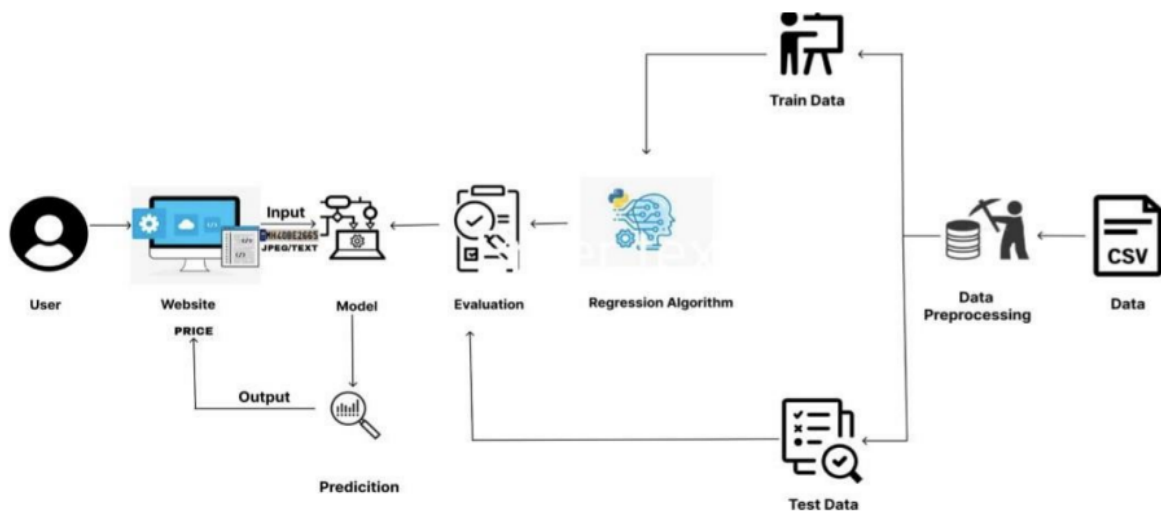 Train Data
Input
MH40BE2665
JPEG/TEXT
CSV
User
Website
Model
Evaluation
Regression Algorithm
Data
Preprocessing
Data
PRICE
Output
Predicition
Test Data